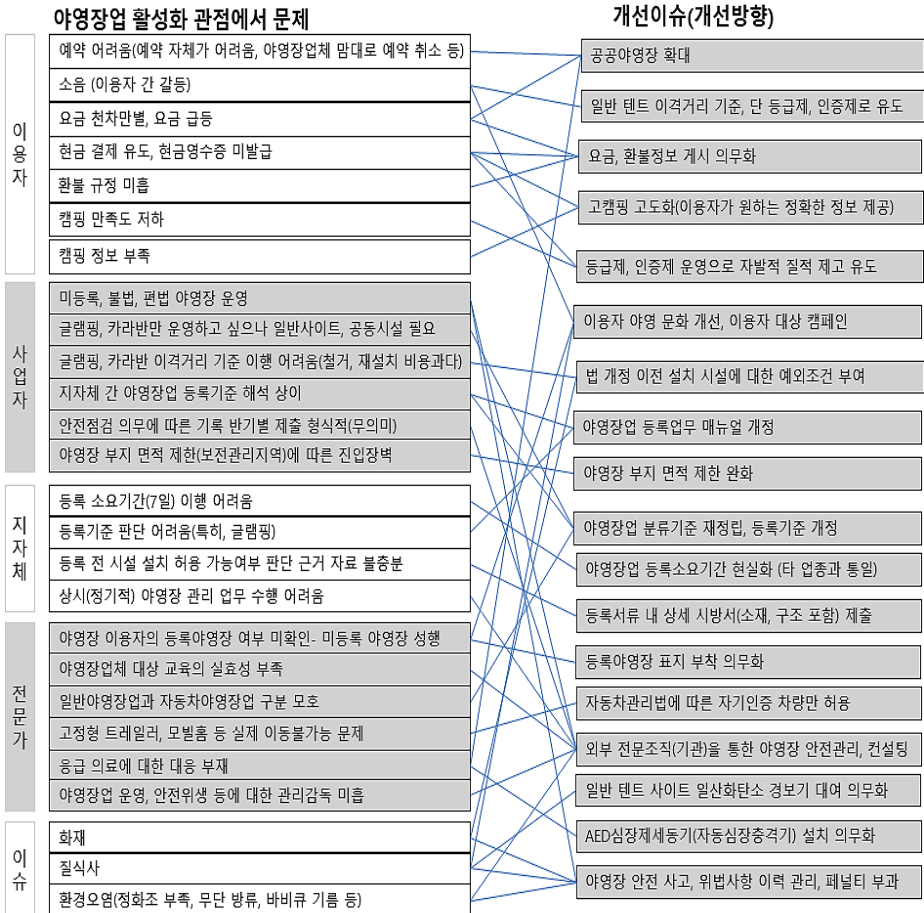 야영장업 활성화 관점에서 문제
개선이슈(개선방향)
이용자
예약 어려움(예약 자체가 어려움, 야영장업체 맘대로 예약 취소 등)
소음 (이용자 간 갈등)
요금 천차만별, 요금 급등
현금 결제 유도, 현금영수증 미발급
환불 규정 미흡
캠핑 만족도 저하
캠핑 정보 부족
사업자
미등록, 불법, 편법 야영장 운영
글램핑, 카라반만 운영하고 싶으나 일반사이트, 공동시설 필요
글램핑, 카라반 이격거리 기준 이행 어려움(철거, 재설치 비용과다)
지자체 간 야영장업 등록기준 해석 상이
안전점검 의무에 따른 기록 반기별 제출 형식적(무의미)
야영장 부지 면적 제한(보전관리지역)에 따른 진입장벽
지자체
등록 소요기간(7일) 이행 어려움
등록기준 판단 어려움(특히, 글램핑)
등록 전 시설 설치 허용 가능여부 판단 근거 자료 불충분
상시(정기적) 야영장 관리 업무 수행 어려움
전문가
야영장 이용자의 등록야영장 여부 미확인- 미등록 야영장 성행
야영장업체 대상 교육의 실효성 부족
일반야영장업과 자동차야영장업 구분 모호
고정형 트레일러, 모빌홈 등 실제 이동불가능 문제
응급 의료에 대한 대응 부재
야영장업 운영, 안전위생 등에 대한 관리감독 미흡
이슈
화재
질식사
환경오염(정화조 부족, 무단 방류, 바비큐 기름 등)
공공야영장 확대
일반 텐트 이격거리 기준, 단 등급제, 인증제로 유도
요금, 환불정보 게시 의무화
고캠핑 고도화(이용자가 원하는 정확한 정보 제공)
등급제, 인증제 운영으로 자발적 질적 제고 유도
이용자 야영 문화 개선, 이용자 대상 캠페인
법 개정 이전 설치 시설에 대한 예외조건 부여
야영장업 등록업무 매뉴얼 개정
야영장 부지 면적 제한 완화
야영장업 분류기준 재정립, 등록기준 개정
야영장업 등록소요기간 현실화 (타 업종과 통일)
등록서류 내 상세 시방서(소재, 구조 포함) 제출
등록야영장 표지 부착 의무화
자동차관리법에 따른 자기인증 차량만 허용
외부 전문조직(기관)을 통한 야영장 안전관리, 컨설팅
일반 텐트 사이트 일산화탄소 경보기 대여 의무화
AED심장제세동기(자동심장충격기) 설치 의무화
야영장 안전 사고, 위법사항 이력 관리, 페널티 부과